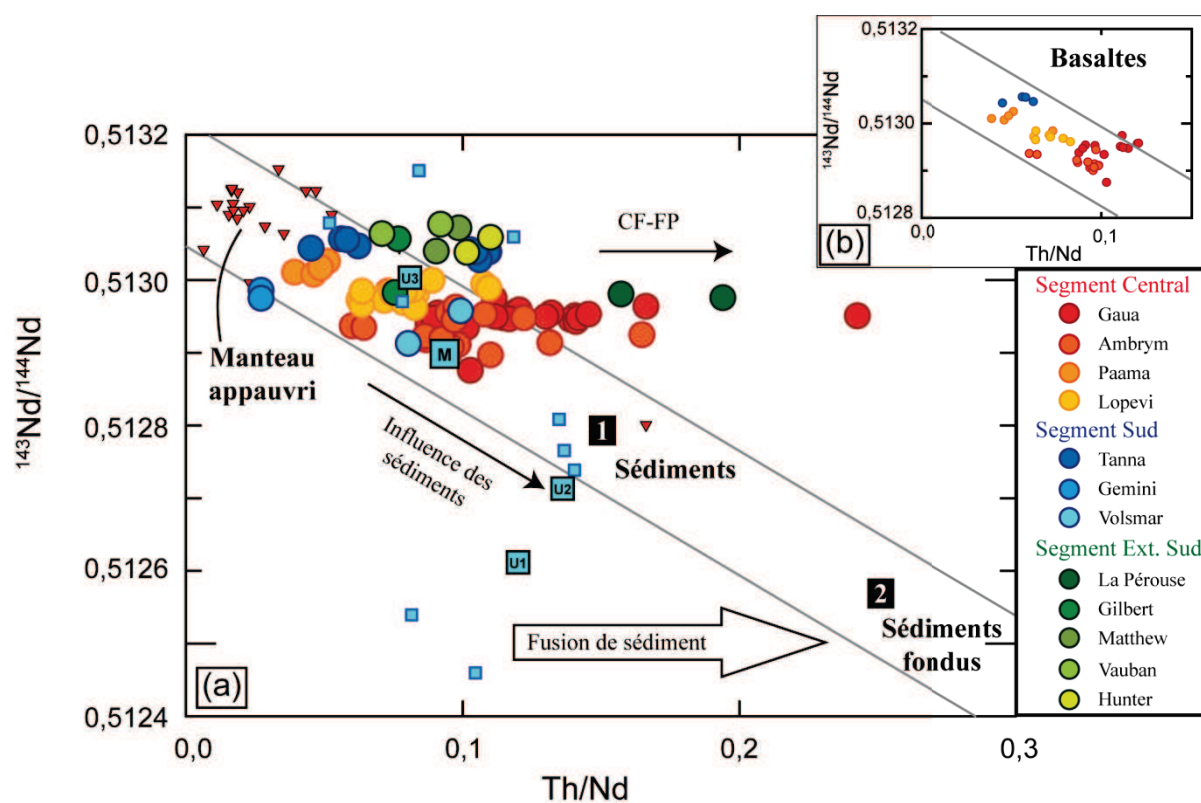 0,5132
0,5130
0,5128
0,5126
0,5124
0,0
0,1
0,2
0,3
143Nd/144Nd
Th/Nd
(a)
CF-FP
Manteau
appauvri
Influence des
sédiments
U3
M
U2
U1
1
Sédiments
2
Sédiments
fondus
Fusion de sédiment
(b)
Basaltes
0,5132
0,5130
0,5128
0,0
0,1
143Nd/144Nd
Th/Nd
Segment Central
Gaua
Ambrym
Paama
Lopevi
Segment Sud
Tanna
Gemini
Volsmar
Segment Ext. Sud
La Pérouse
Gilbert
Matthew
Vauban
Hunter